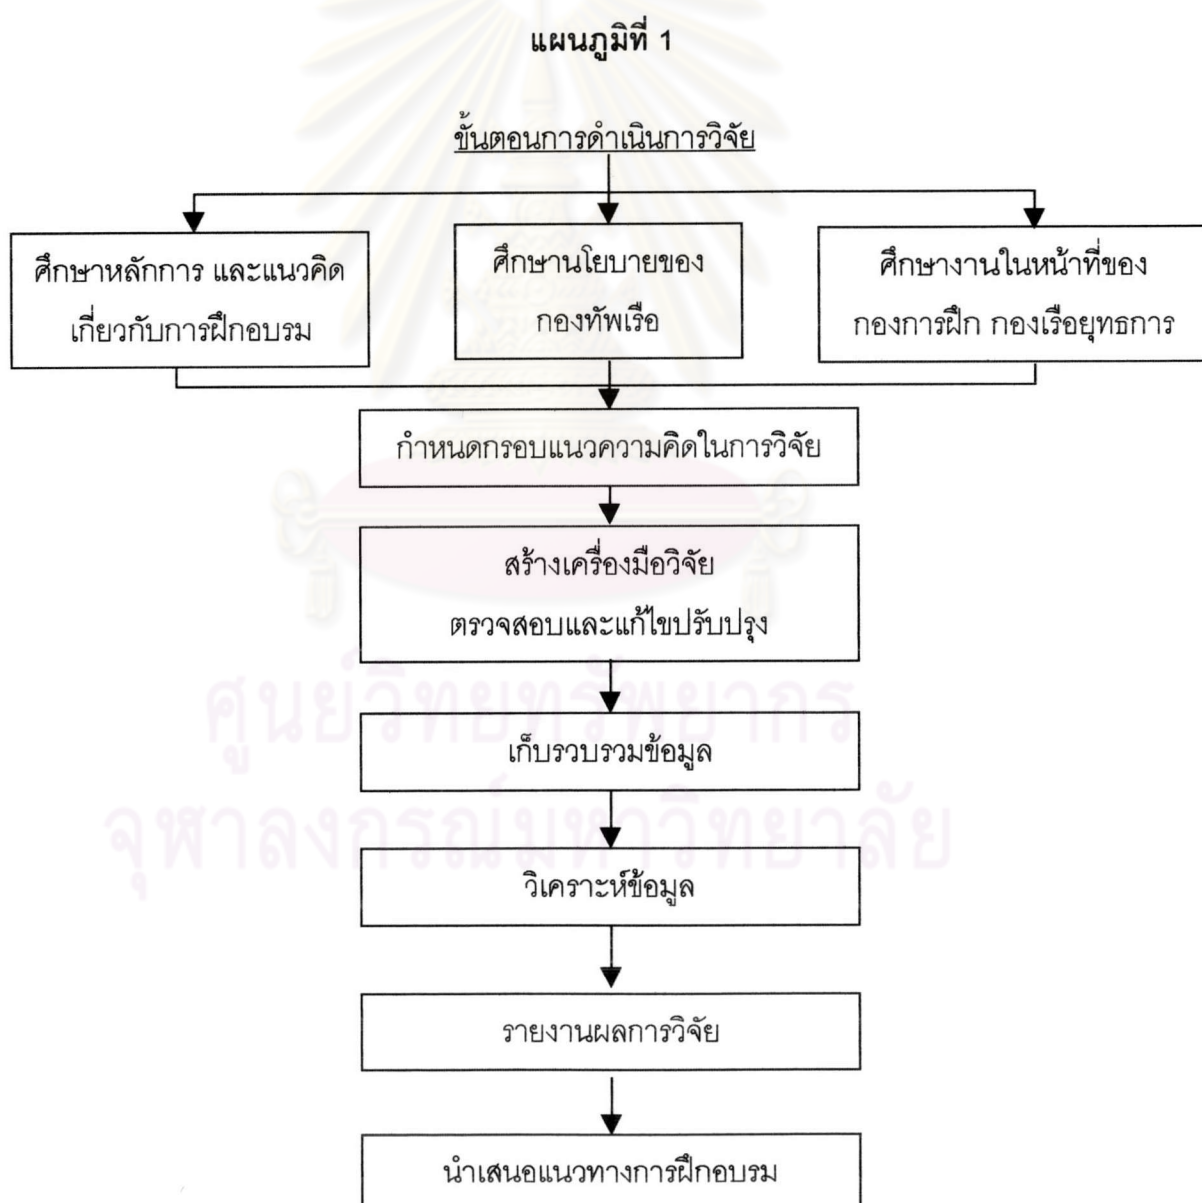 แผนภูมิที่ 1
ขั้นตอนการดำเนินการวิจัย
ศึกษาหลักการ และแนวคิด
เกี่ยวกับการฝึกอบรม
ศึกษานโยบายของ
กองทัพเรือ
ศึกษางานในหน้าที่ของ
กองการฝึก กองเรือยุทธการ
กำหนดกรอบแนวความคิดในการวิจัย
สร้างเครื่องมือวิจัย
ตรวจสอบและแก้ไขปรับปรุง
ศูนย์วิทยทรัพยากร
เก็บรวบรวมข้อมูล
จุฬาลงกรณ์มหาวิทยาลัย
วิเคราะห์ข้อมูล
รายงานผลการวิจัย
นำเสนอแนวทางการฝึกอบรม